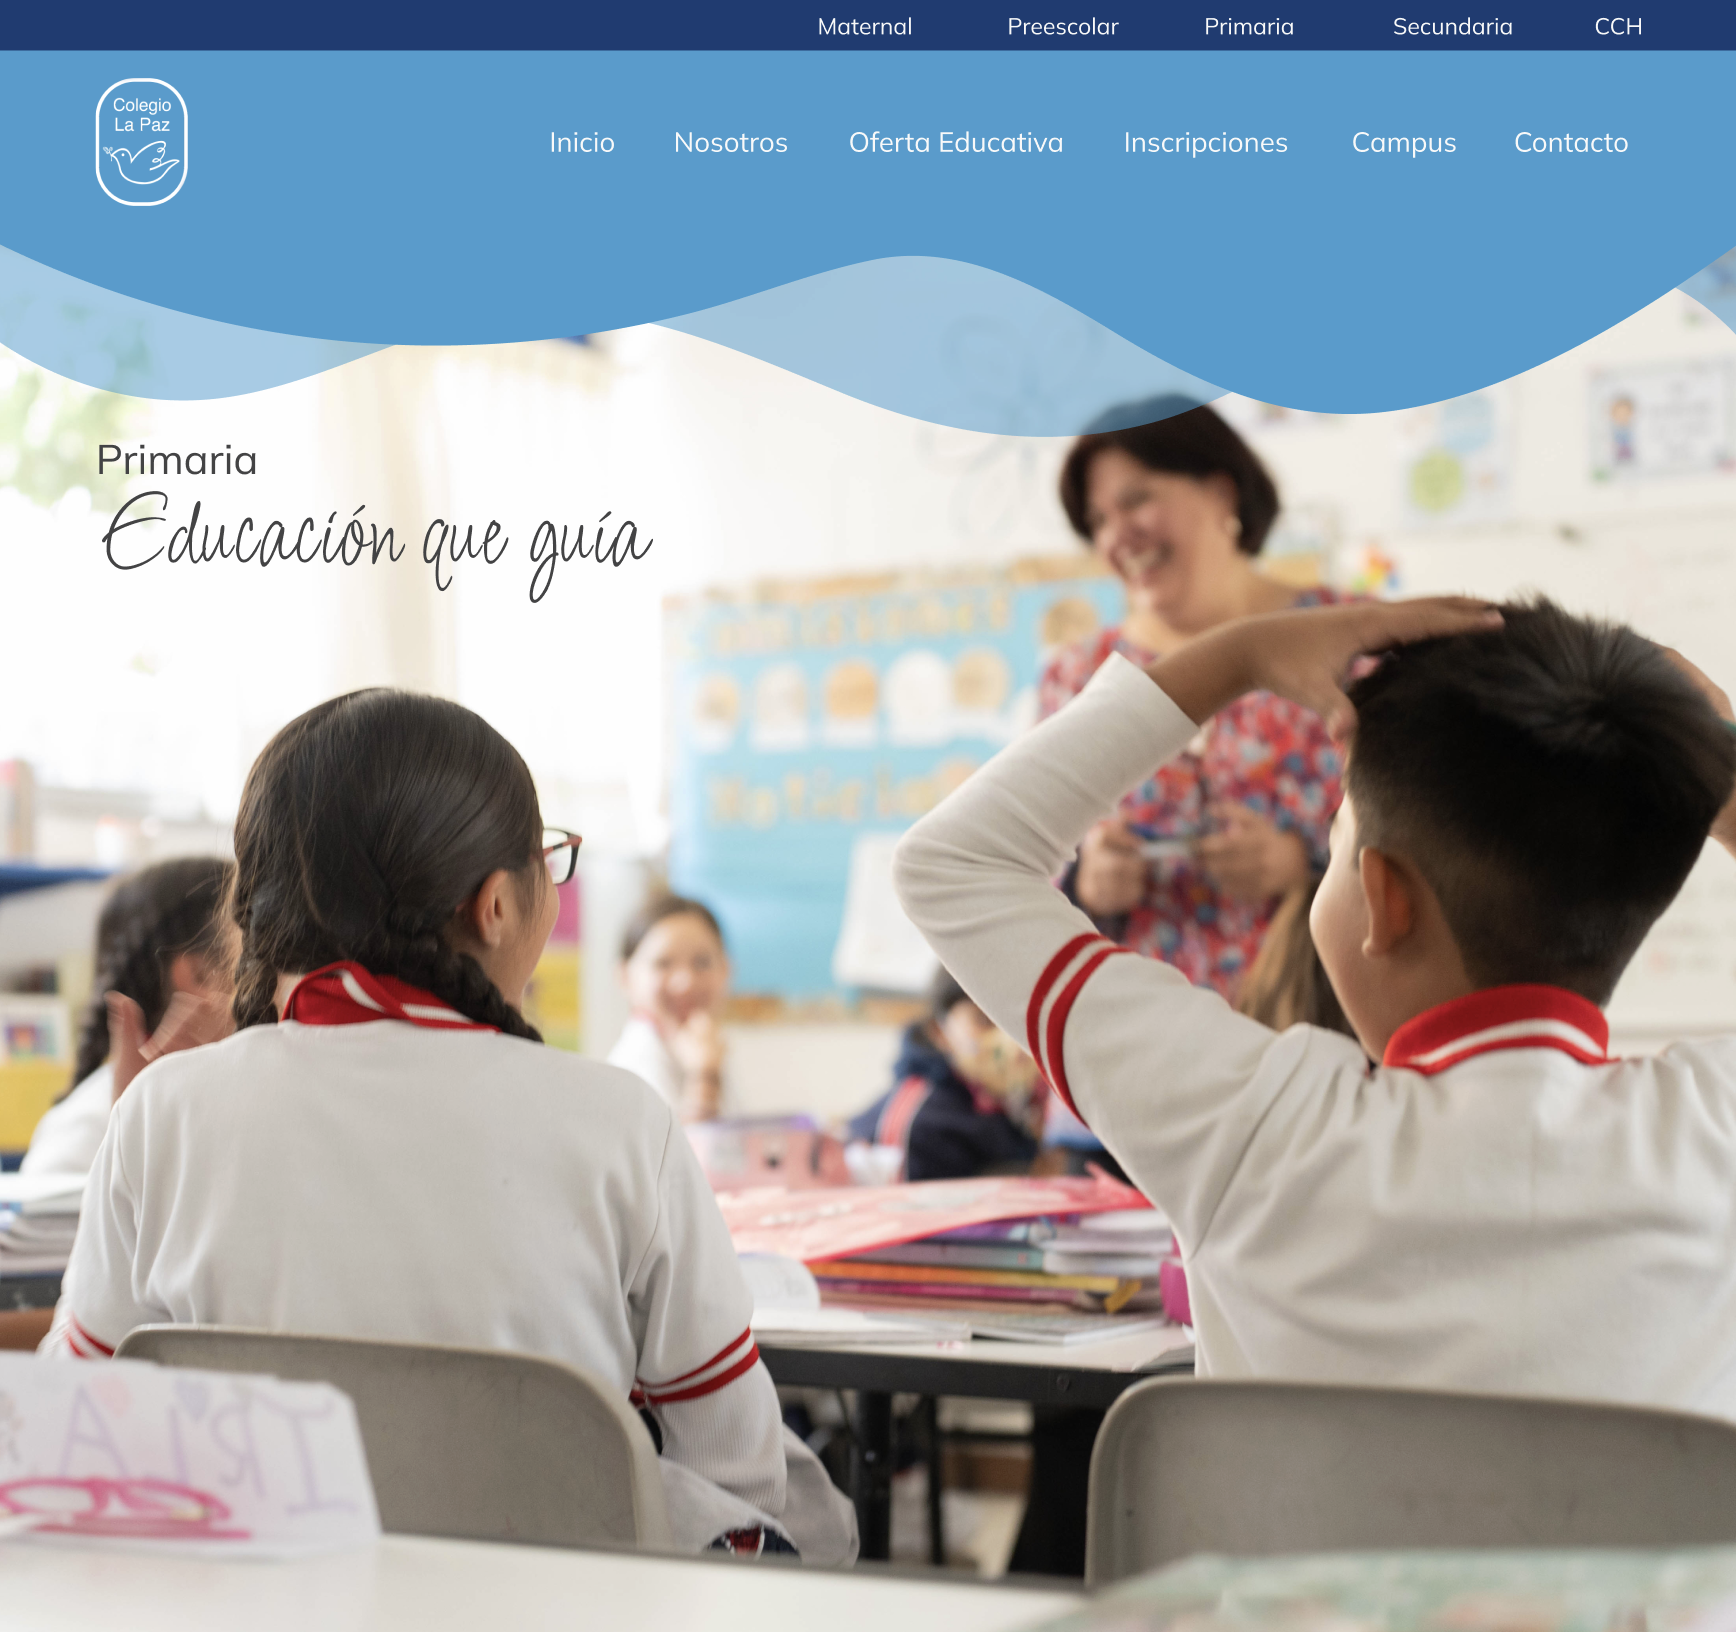 Maternal Preescolar Primaria Secundaria CCH
Colegio
La Paz
Inicio Nosotros Oferta Educativa Inscripciones Campus Contacto
Primaria
Educación que guía